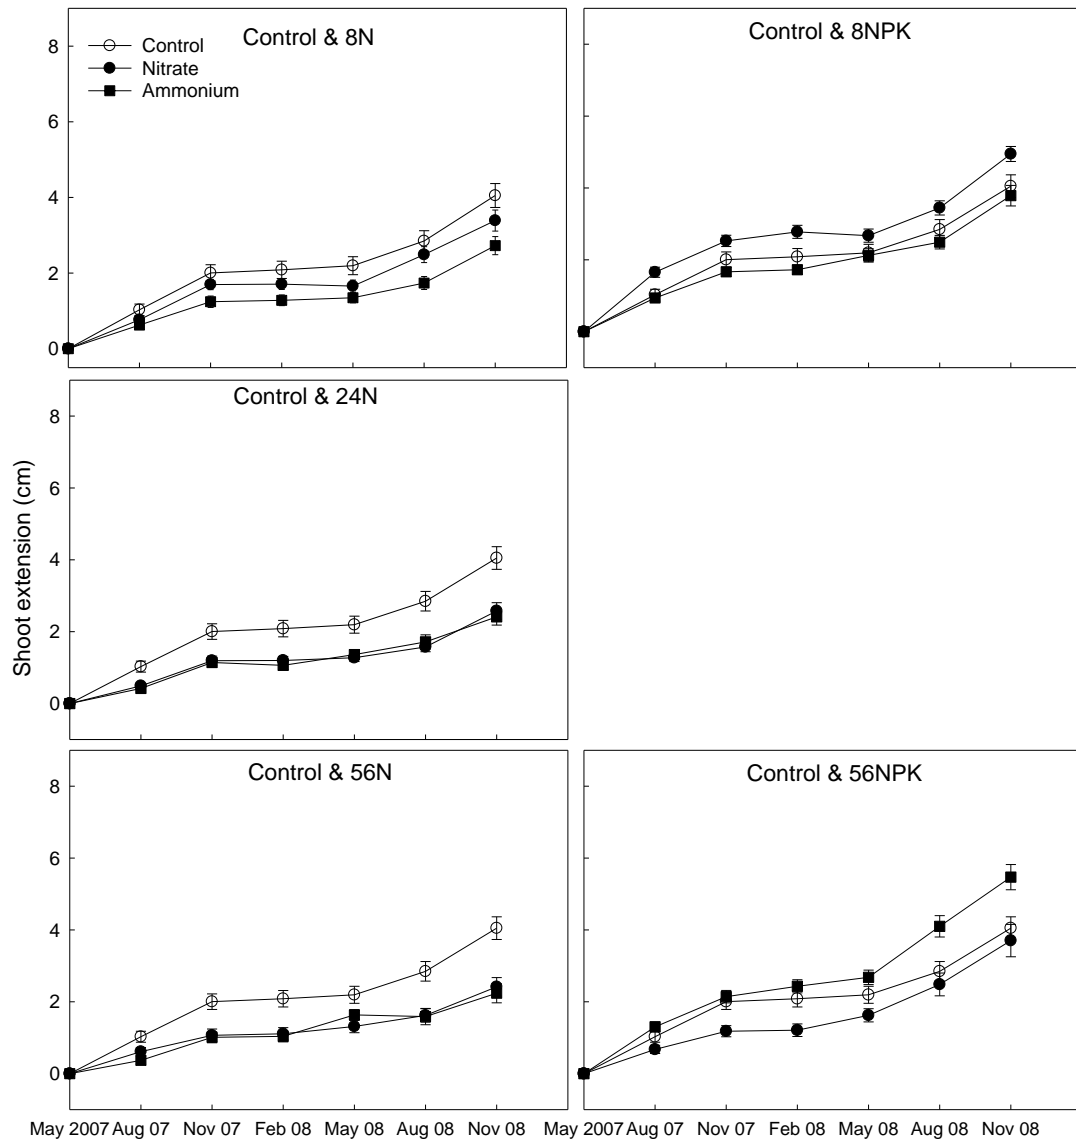 Control & 8N
Control
Nitrate
Ammonium
8
6
4
2
0
Control & 8NPK
Control & 24N
8
6
4
2
0
Shoot extension (cm)
Control & 56N
8
6
4
2
0
Control & 56NPK
May 2007 Aug 07 Nov 07 Feb 08 May 08 Aug 08 Nov 08
May 2007 Aug 07 Nov 07 Feb 08 May 08 Aug 08 Nov 08